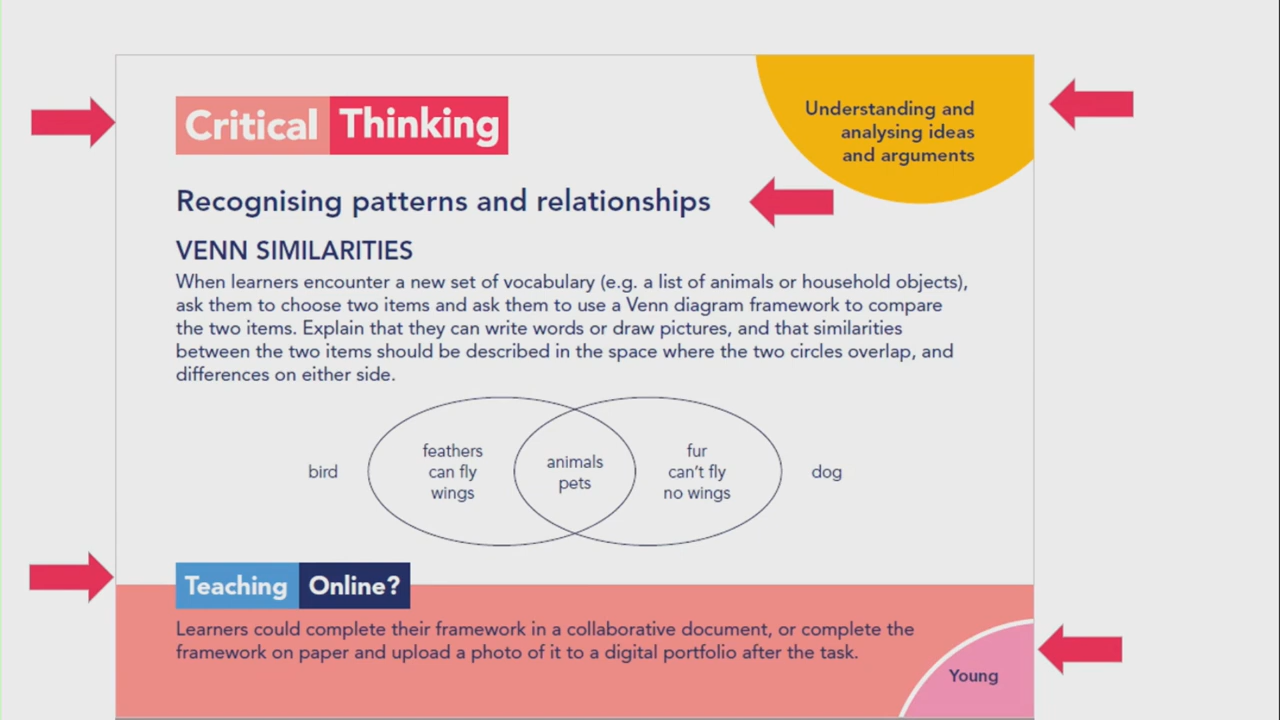 Critical Thinking
Understanding and
analysing ideas
and arguments
Recognising patterns and relationships
VENN SIMILARITIES
When learners encounter a new set of vocabulary (e.g. a list of animals or household objects),
ask them to choose two items and ask them to use a Venn diagram framework to compare
the two items. Explain that they can write words or draw pictures, and that similarities
between the two items should be described in the space where the two circles overlap, and
differences on either side.
bird
feathers
can fly
wings
animals
pets
fur
can't fly
no wings
dog
Teaching Online?
Learners could complete their framework in a collaborative document, or complete the
framework on paper and upload a photo of it to a digital portfolio after the task.
Young